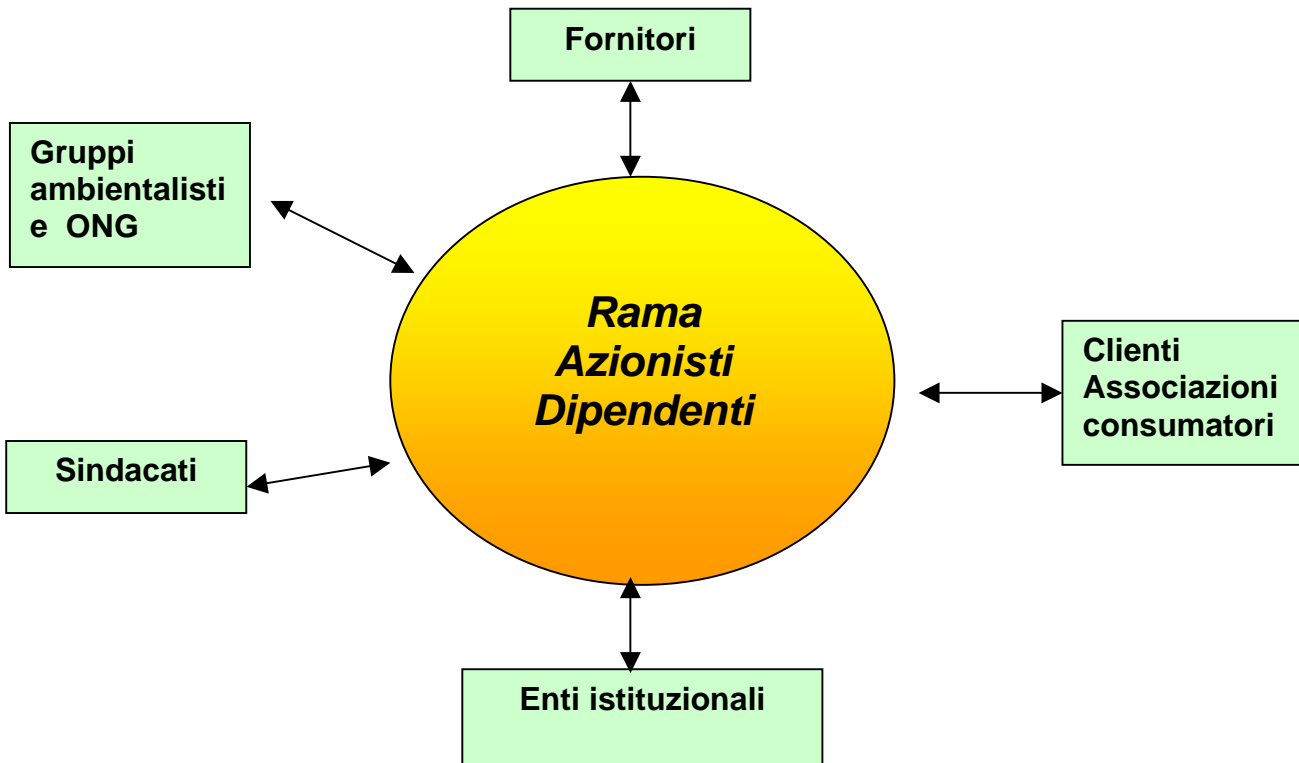 Fornitori
Gruppi
ambientalisti
e ONG
Rama
Azionisti
Dipendenti
Clienti
Associazioni
consumatori
Sindacati
Enti istituzionali